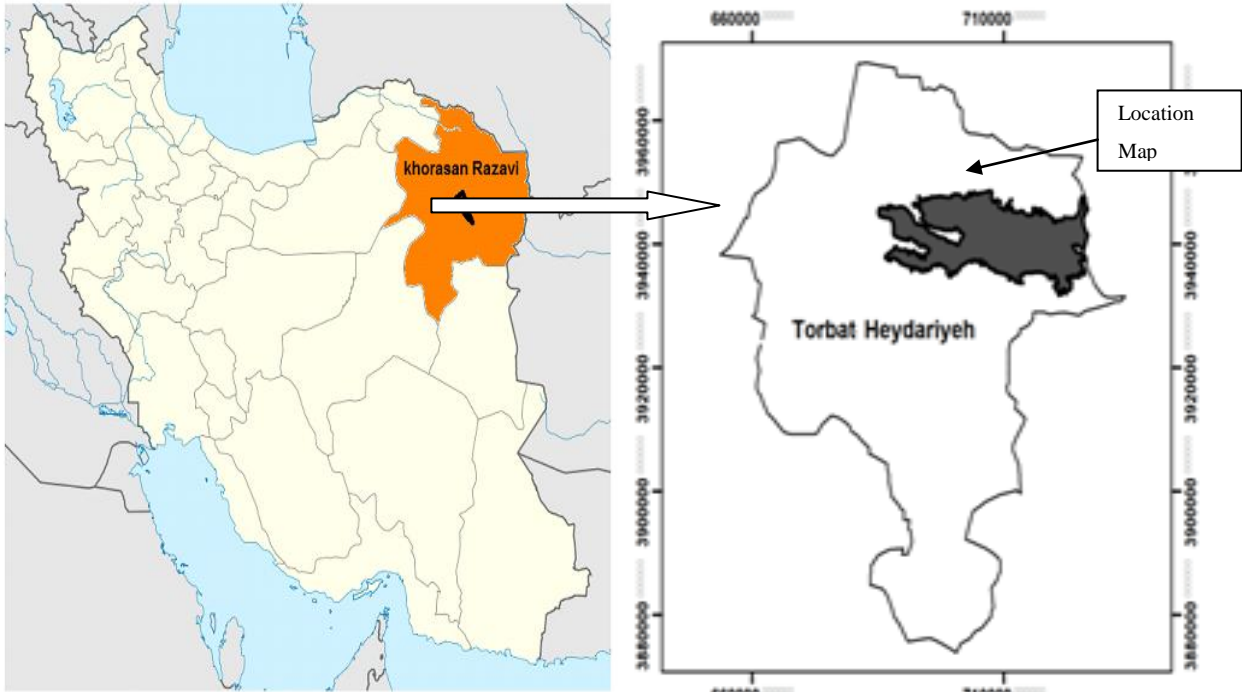 khorasan Razavi
660000 710000
Location
Map
3960000 3960000
3940000 3940000
Torbat Heydariyeh
3920000 3920000
3900000 3900000
3880000 3880000